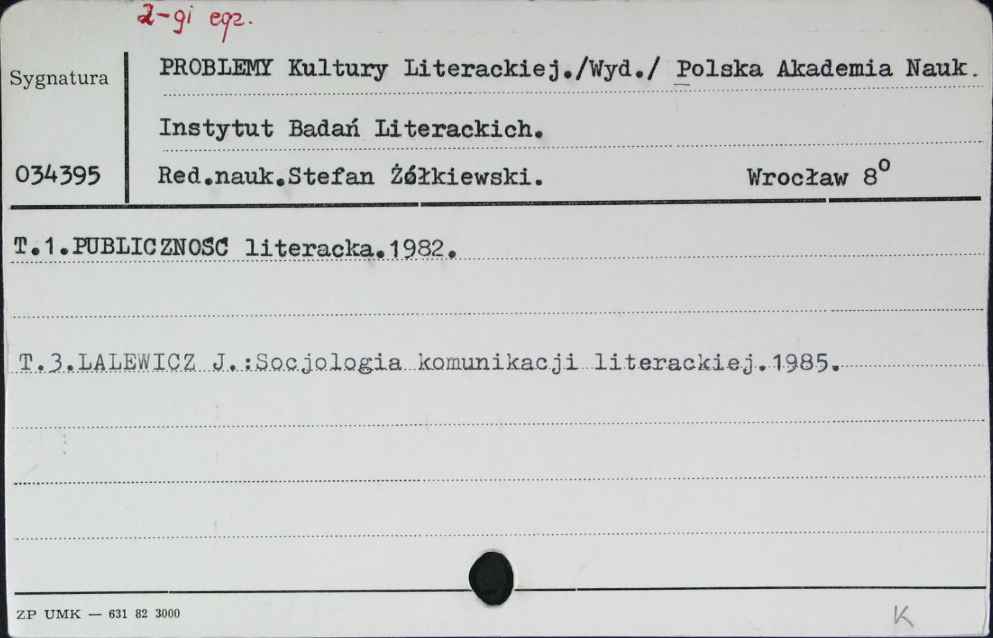 2-gi egz.
PROBLEMY Kultury Literackiej./Wyd./ Polska Akademia Nauk.
Sygnatura
Instytut Badań Literackich.
034395 Red.nauk.Stefan Żółkiewski. Wrocław 8⁰
T.1.PUBLICZNOŚĆ literacka.1982.
T.3.LALEWICZ J.:Socjologia komunikacji literackiej.1985.
ZP UMK — 631 82 3000
K